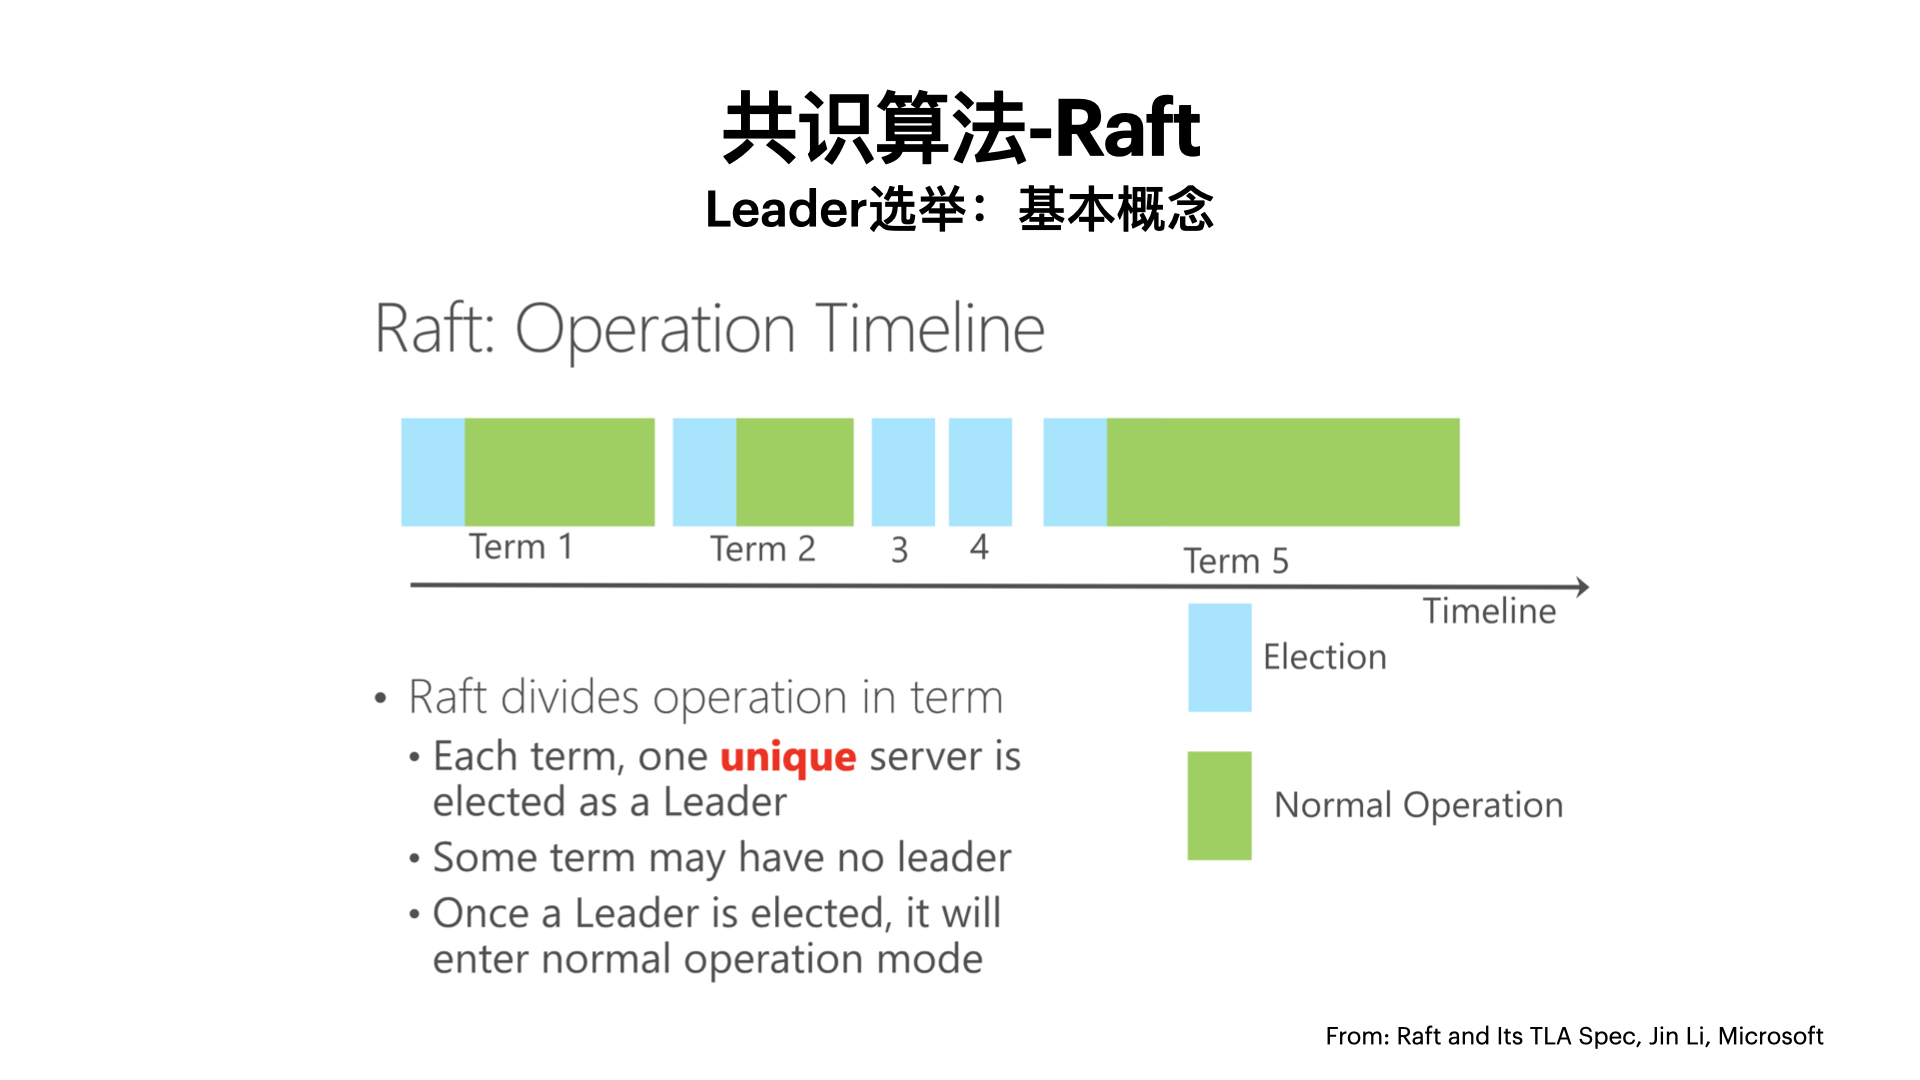 共识算法-Raft
Leader选举：基本概念
Raft: Operation Timeline
Term 1
Term 2
3
4
Term 5
Timeline
Election
Normal Operation
• Raft divides operation in term
• Each term, one unique server is
elected as a Leader
• Some term may have no leader
• Once a Leader is elected, it will
enter normal operation mode
From: Raft and Its TLA Spec, Jin Li, Microsoft